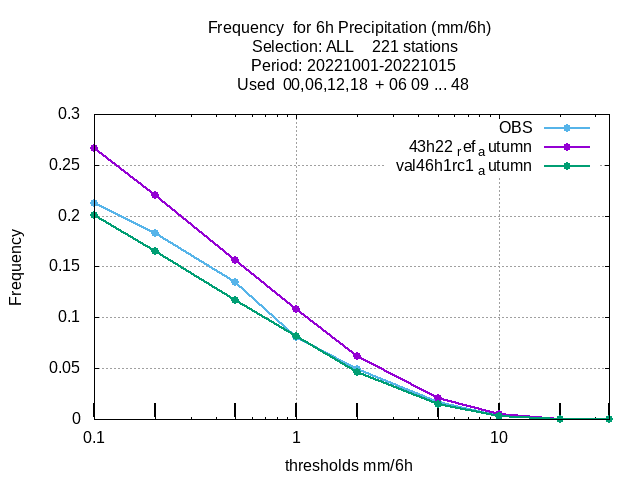 Frequency for 6h Precipitation (mm/6h)
Selection: ALL 221 stations
Period: 20221001-20221015
Used 00,06,12,18 + 06 09 ... 48
0.3
0.25
0.2
0.15
0.1
0.05
0
Frequency
OBS
43h22 ref autumn
val46h1rc1 autumn
0.1 1 10
thresholds mm/6h